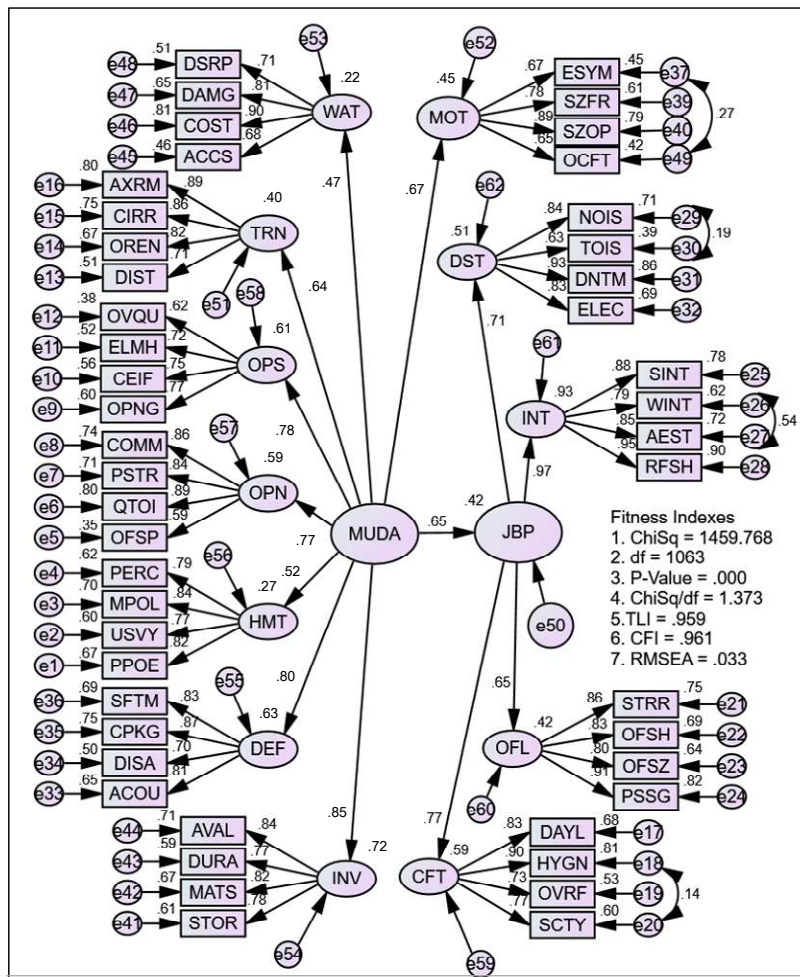 e53
e48 .51 DSRP .71
e47 .65 DAMG .81
e46 .81 COST .90
e45 .46 ACCS .68
WAT .22
e52
.45 MOT
.67 ESYM .45 e37
.78 SZFR .61 e39
.89 SZOP .79 e40
.65 OCFT .42 e49
.27
e16 .80 AXRM .89
e15 .75 CIRR .86
e14 .67 OREN .82
e13 .51 DIST .71
.40 TRN
e51
.47
.67
.64
e62
.51 DST
.84 NOIS .71 e29
.63 TOIS .39 e30
.93 DNTM .86 e31
.83 ELEC .69 e32
.19
.71
e58
e12 .38 OVQU .62
e11 .52 ELMH .72
e10 .56 CEIF .75
e9 .60 OPNG .77
.61 OPS
.78
e61
INT .93
.88 SINT .78 e25
.79 WINT .62 e26
.85 AEST .72 e27
.95 RFSH .90 e28
.54
.97
e57
e8 .74 COMM .86
e7 .71 PSTR .84
e6 .80 QTOI .89
e5 .35 OFSP .59
.59 OPN
.77
MUDA .65 .42 JBP
e50
Fitness Indexes
1. ChiSq = 1459.768
2. df = 1063
3. P-Value = .000
4. ChiSq/df = 1.373
5.TLI = .959
6. CFI = .961
7. RMSEA = .033
e56
e4 .62 PERC .79
e3 .70 MPOL .84
e2 .60 USVY .77
e1 .67 PPOE .82
.27 HMT
.52
e55
e36 .69 SFTM .83
e35 .75 CPKG .87
e34 .50 DISA .70
e33 .65 ACOU .81
.63 DEF
.80
.65
OFL .42
e60
.86 STRR .75 e21
.83 OFSH .69 e22
.80 OFSZ .64 e23
.91 PSSG .82 e24
e44 .71 AVAL .84
e43 .59 DURA .77
e42 .67 MATS .82
e41 .61 STOR .78
INV .72
e54
.85
.77
CFT .59
e59
.83 DAYL .68 e17
.90 HYGN .81 e18
.73 OVRF .53 e19
.77 SCTY .60 e20
.14